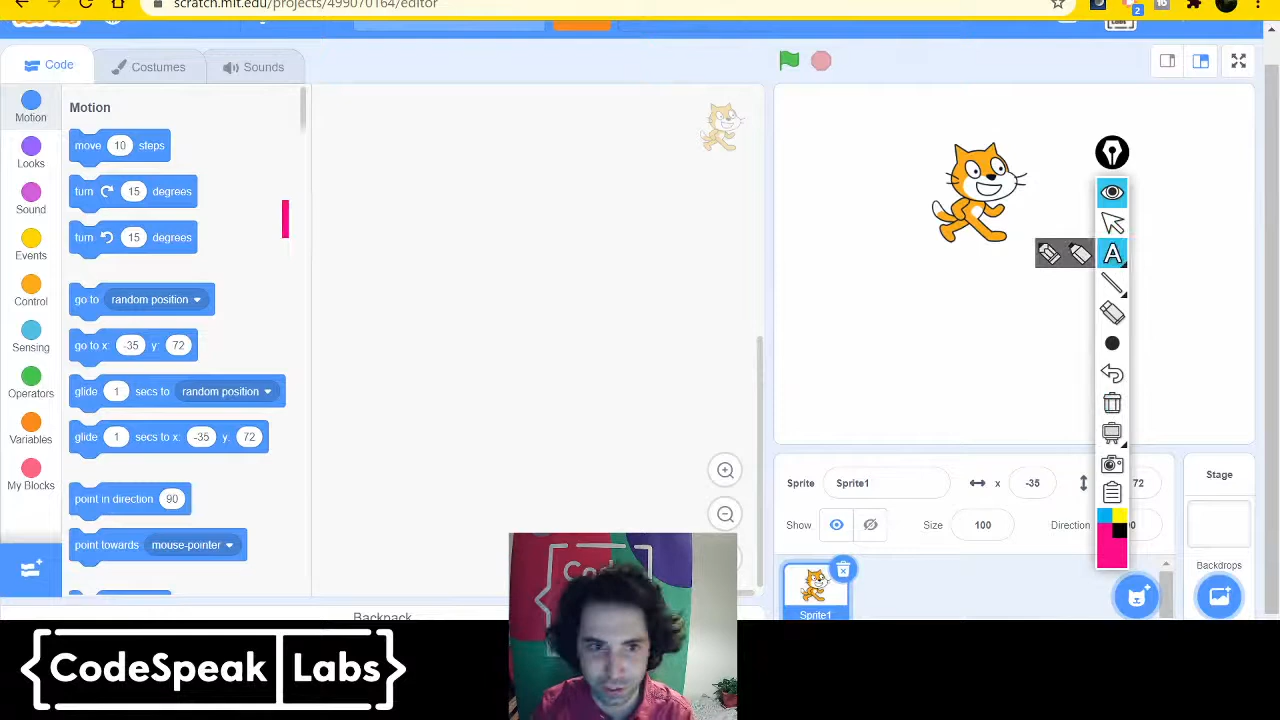 scratch.mit.edu/projects/499070164/editor
2
16
Code
Costumes
Sounds
Motion
Motion
move 10 steps
Looks
turn 15 degrees
Sound
turn 15 degrees
Events
go to random position
Control
go to x: -35 y: 72
Sensing
glide 1 secs to random position
Operators
glide 1 secs to x: -35 y: 72
Variables
My Blocks
point in direction 90
point towards mouse-pointer
A
Sprite Sprite1 x -35 72
Show Size 100 Direction
Stage
Backdrops
Sprite1
Backpack
CodeSpeak Labs